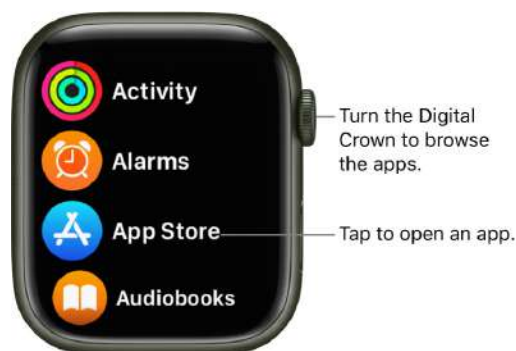 Activity
Alarms
App Store
Audiobooks
Turn the Digital
Crown to browse
the apps.
Tap to open an app.